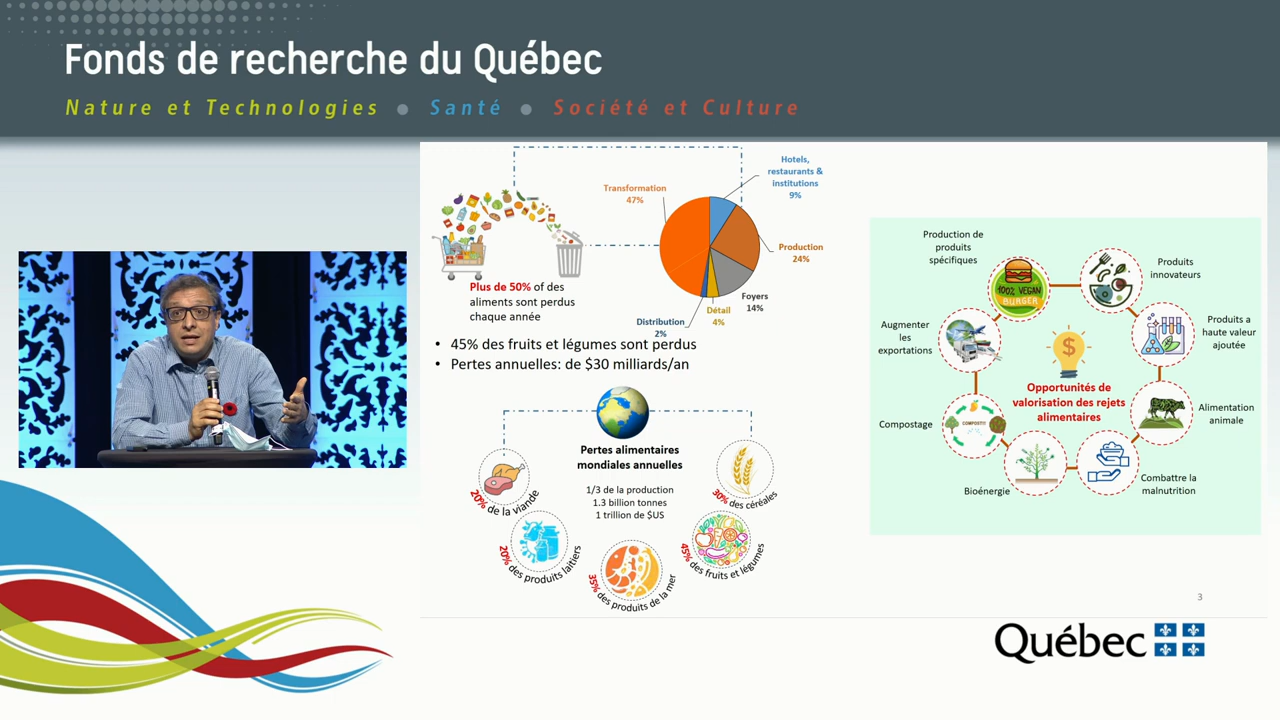 Fonds de recherche du Québec
Nature et Technologies ● Santé ● Société et Culture
Transformation
47%
Hotels,
restaurants &
institutions
9%
Production
24%
Foyers
14%
Détail
4%
Distribution
2%
Plus de 50% of des
aliments sont perdus
chaque année
• 45% des fruits et légumes sont perdus
• Pertes annuelles: de $30 milliards/an
Pertes alimentaires
mondiales annuelles
1/3 de la production
1.3 billion tonnes
1 trillion de $US
20% de la viande
20% des produits laitiers
35% des produits de la mer
45% des fruits et légumes
30% des céréales
Production de
produits
spécifiques
100% VEGAN
BURGER
Produits
innovateurs
Augmenter
les
exportations
Produits a
haute valeur
ajoutée
$
Opportunités de
valorisation des rejets
alimentaires
Compostage
COMPOSTIT
Alimentation
animale
Bioénergie
Combattre la
malnutrition
3
Québec